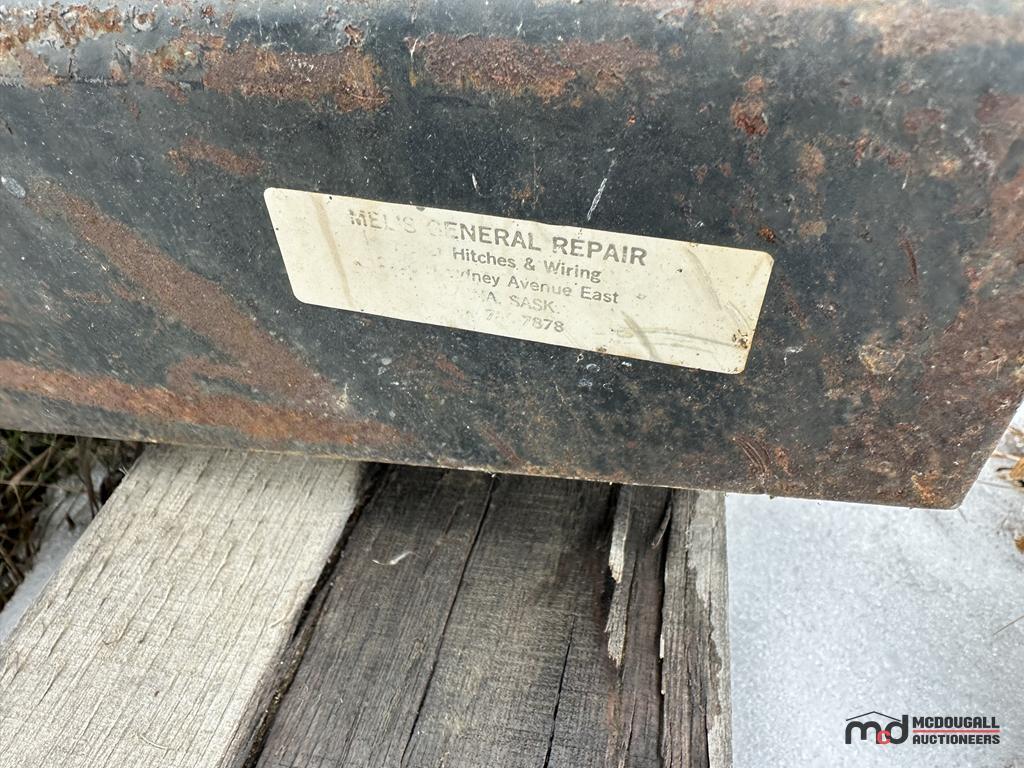 MEL'S GENERAL REPAIR
Hitches & Wiring
Avenue East
SASK.
7878
MCDOUGALL
AUCTIONEERS